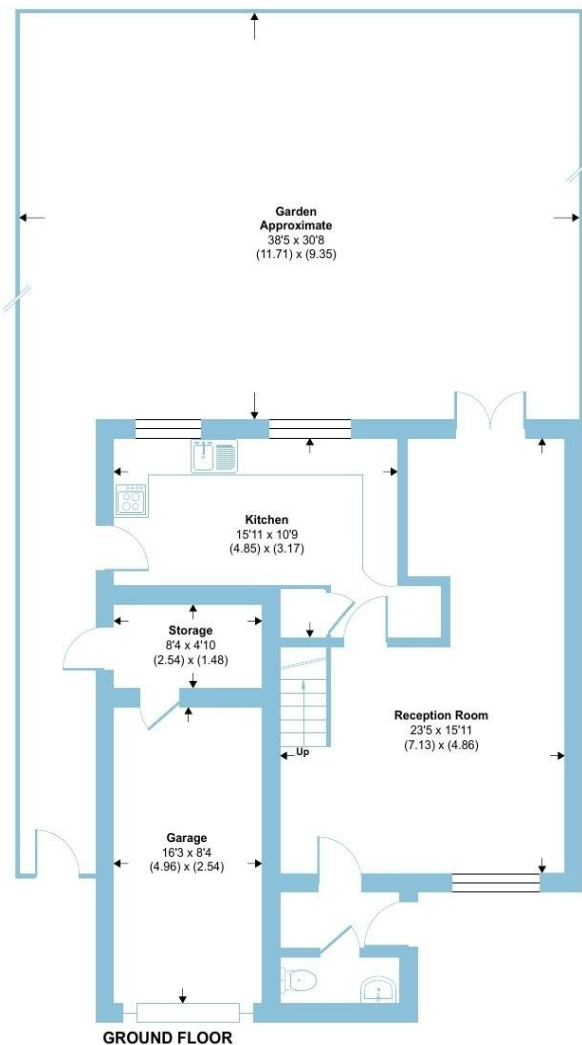 Garden
Approximate
38'5 x 30'8
(11.71) x (9.35)
Kitchen
15'11 x 10'9
(4.85) x (3.17)
Storage
8'4 x 4'10
(2.54) x (1.48)
Reception Room
23'5 x 15'11
(7.13) x (4.86)
Up
Garage
16'3 x 8'4
(4.96) x (2.54)
GROUND FLOOR